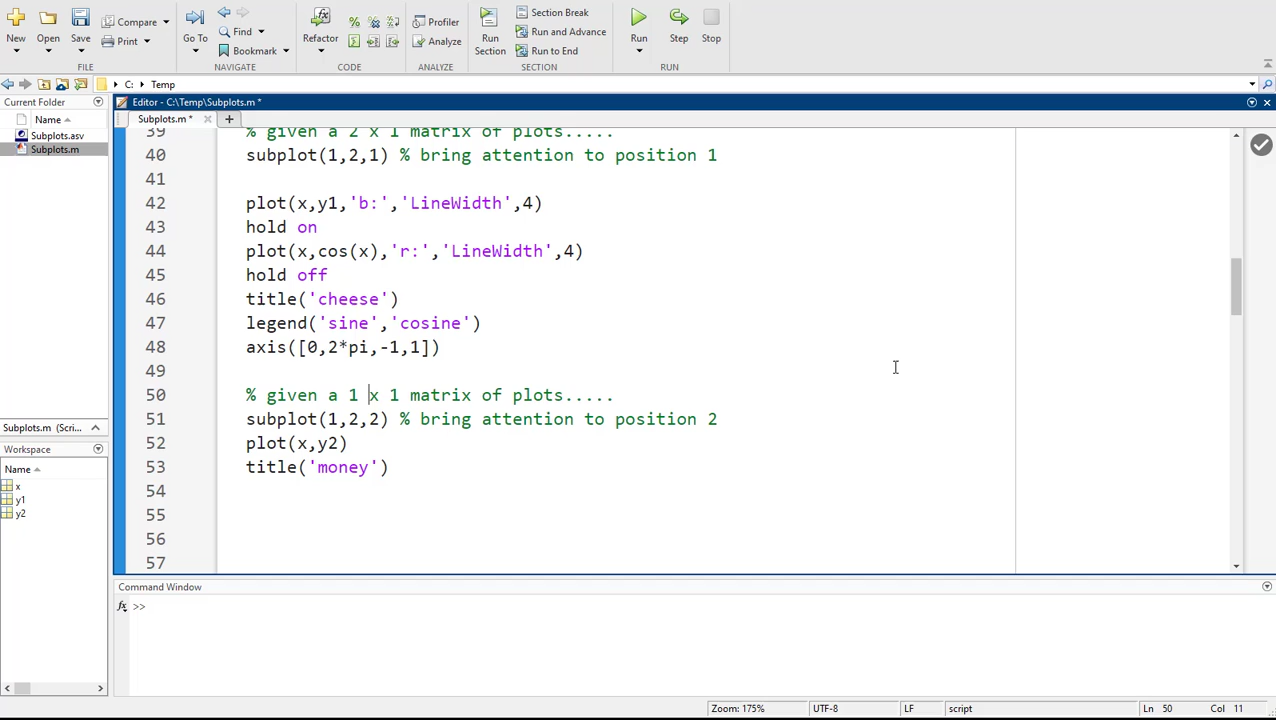 New
Open
Save
Compare
Print
FILE
Go To
Find
Bookmark
NAVIGATE
Refactor
CODE
Profiler
Analyze
ANALYZE
Run Section
Section Break
Run and Advance
Run to End
SECTION
Run
Step
Stop
RUN
C:
Temp
Current Folder
Name
Subplots.asv
Subplots.m
Subplots.m (Scri...
Workspace
Name
x
y1
y2
Editor - C:\Temp\Subplots.m *
Subplots.m *
39 % given a 2 x 1 matrix of plots.....
40 subplot(1,2,1) % bring attention to position 1
41
42 plot(x,y1,'b:','LineWidth',4)
43 hold on
44 plot(x,cos(x),'r:','LineWidth',4)
45 hold off
46 title('cheese')
47 legend('sine','cosine')
48 axis([0,2*pi,-1,1])
49
50 % given a 1 x 1 matrix of plots.....
51 subplot(1,2,2) % bring attention to position 2
52 plot(x,y2)
53 title('money')
54
55
56
57
Command Window
fx >>
Zoom: 175%
UTF-8
LF
script
Ln 50
Col 11